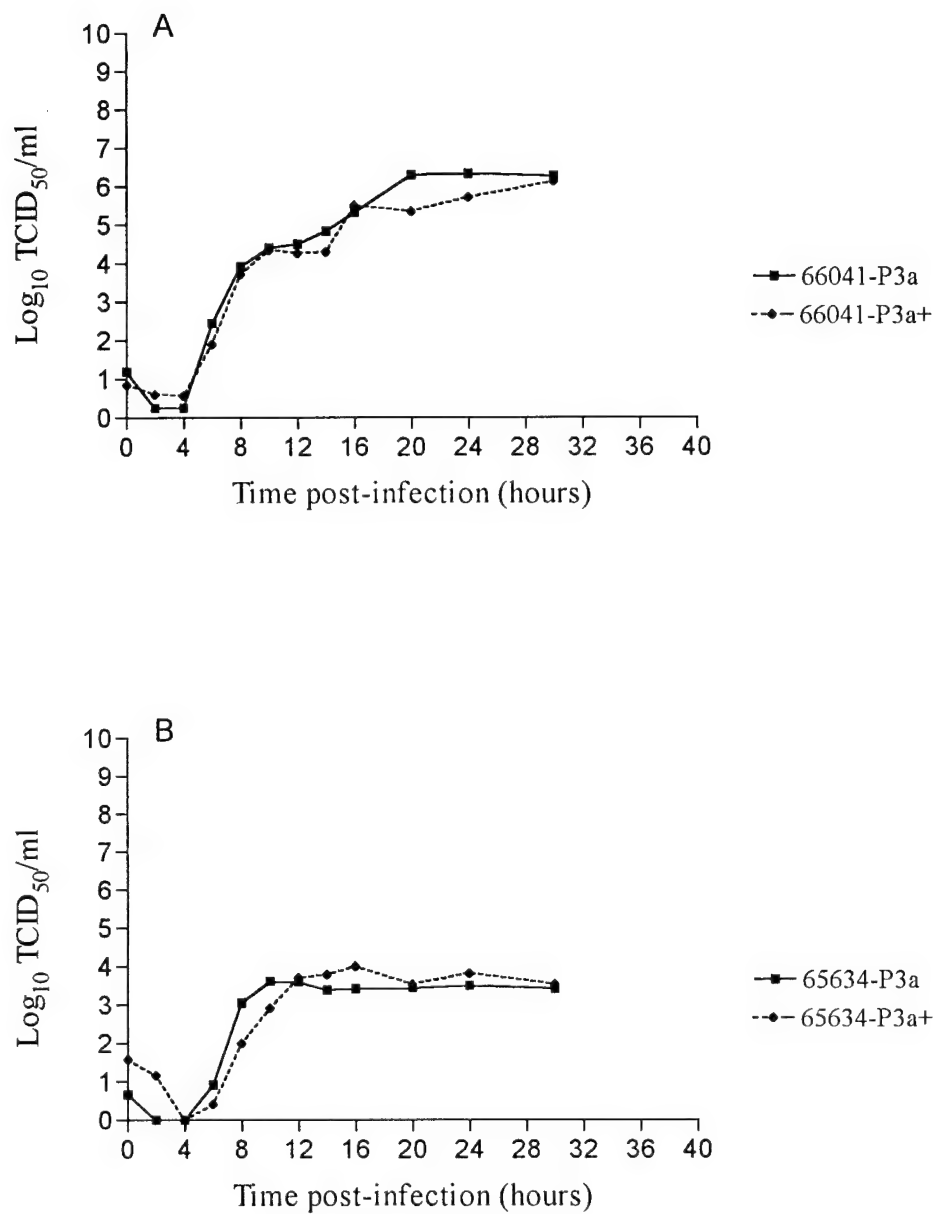 A
10
9
8
7
6
5
4
3
2
1
0
Log10 TCID50/ml
0 4 8 12 16 20 24 28 32 36 40
Time post-infection (hours)
66041-P3a
66041-P3a+
B
10
9
8
7
6
5
4
3
2
1
0
Log10 TCID50/ml
0 4 8 12 16 20 24 28 32 36 40
Time post-infection (hours)
65634-P3a
65634-P3a+